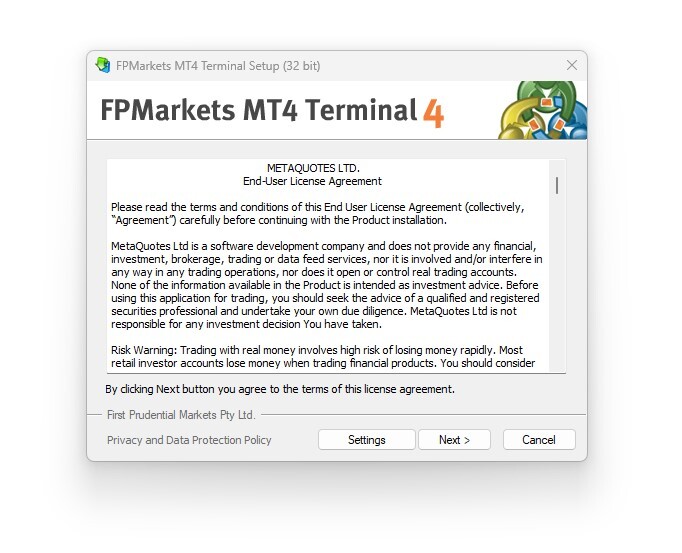 FPMarkets MT4 Terminal Setup (32 bit)
FPMarkets MT4 Terminal 4
METAQUOTES LTD.
End-User License Agreement
Please read the terms and conditions of this End User License Agreement (collectively,
“Agreement”) carefully before continuing with the Product installation.
MetaQuotes Ltd is a software development company and does not provide any financial,
investment, brokerage, trading or data feed services, nor it is involved and/or interfere in
any way in any trading operations, nor does it open or control real trading accounts.
None of the information available in the Product is intended as investment advice. Before
using this application for trading, you should seek the advice of a qualified and registered
securities professional and undertake your own due diligence. MetaQuotes Ltd is not
responsible for any investment decision You have taken.
Risk Warning: Trading with real money involves high risk of losing money rapidly. Most
retail investor accounts lose money when trading financial products. You should consider
By clicking Next button you agree to the terms of this license agreement.
First Prudential Markets Pty Ltd.
Privacy and Data Protection Policy
Settings
Next >
Cancel